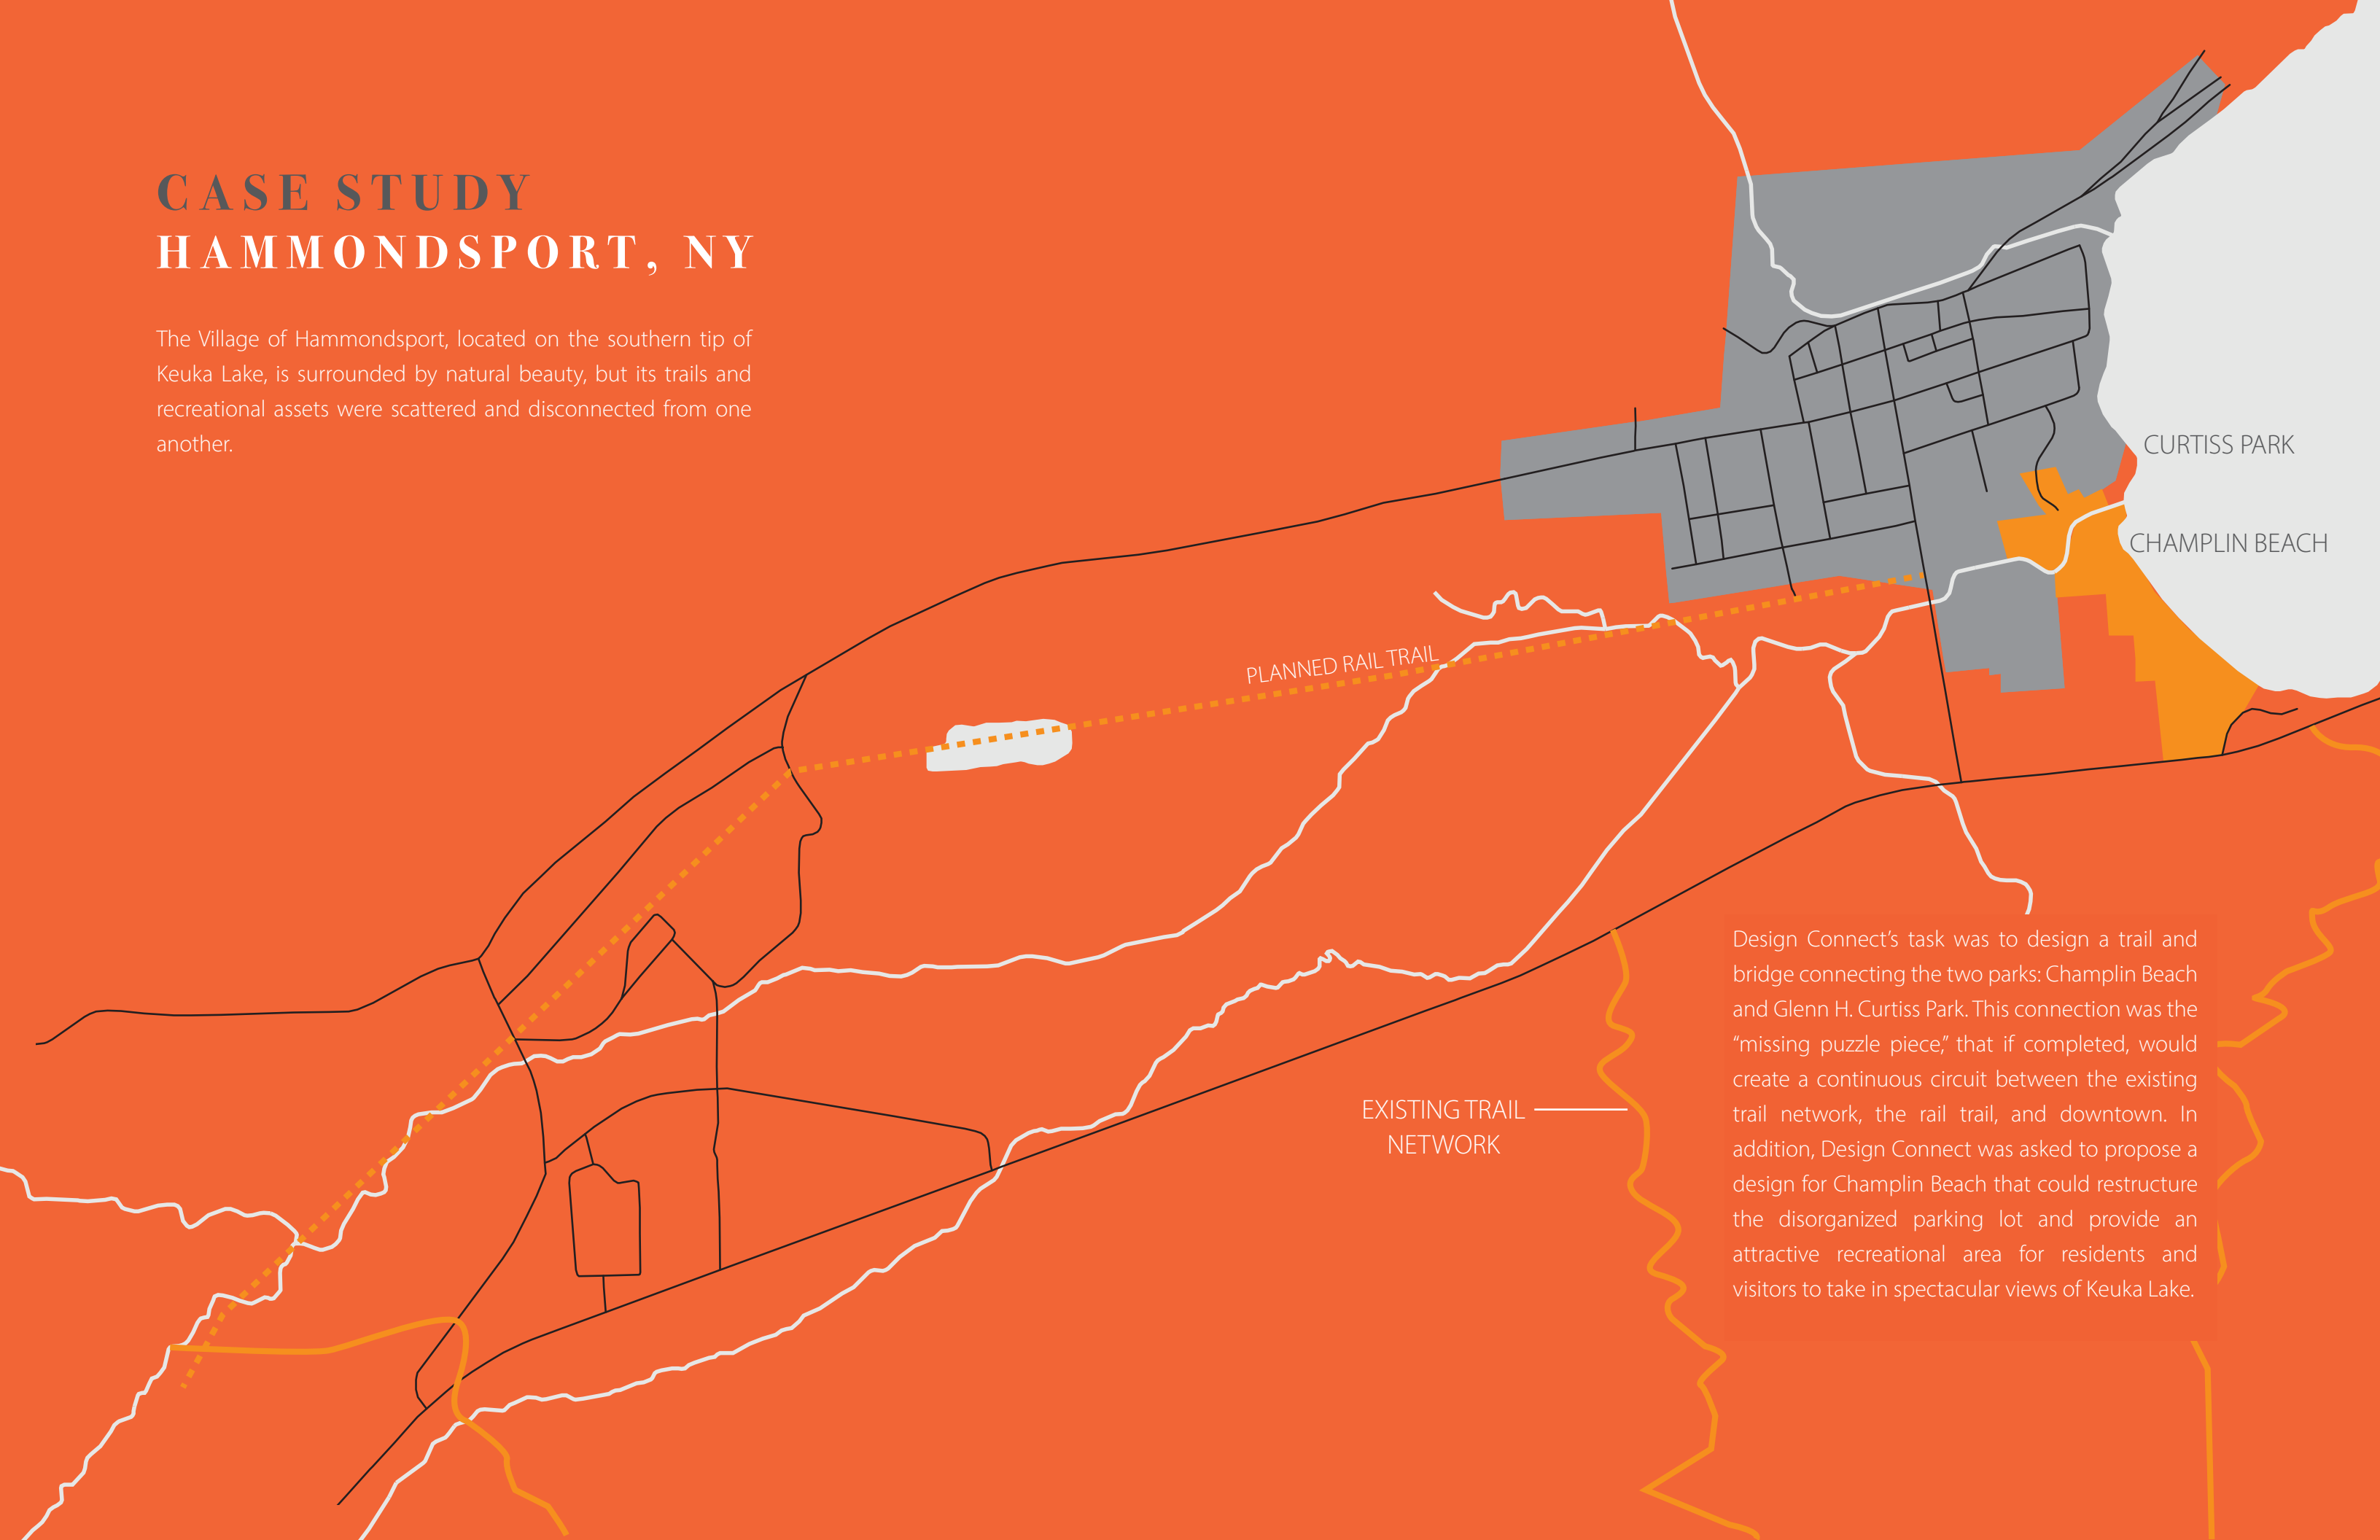 CASE STUDY
HAMMONDSPORT, NY
The Village of Hammondsport, located on the southern tip of
Keuka Lake, is surrounded by natural beauty, but its trails and
recreational assets were scattered and disconnected from one
another.
CURTISS PARK
CHAMPLIN BEACH
PLANNED RAIL TRAIL
EXISTING TRAIL
NETWORK
Design Connect’s task was to design a trail and
bridge connecting the two parks: Champlin Beach
and Glenn H. Curtiss Park. This connection was the
“missing puzzle piece,” that if completed, would
create a continuous circuit between the existing
trail network, the rail trail, and downtown. In
addition, Design Connect was asked to propose a
design for Champlin Beach that could restructure
the disorganized parking lot and provide an
attractive recreational area for residents and
visitors to take in spectacular views of Keuka Lake.